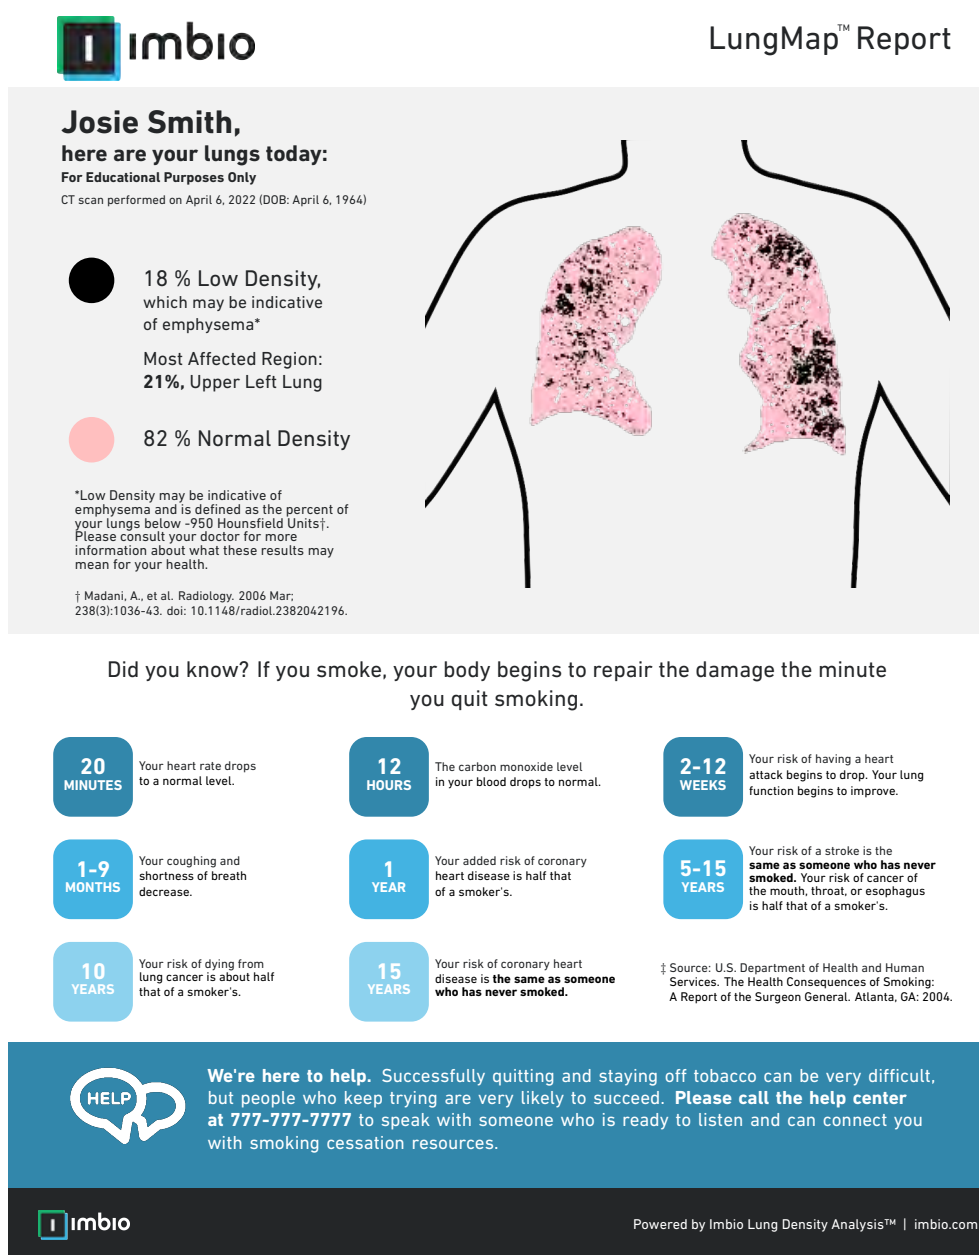 imbio
LungMap™ Report
Josie Smith,
here are your lungs today:
For Educational Purposes Only
CT scan performed on April 6, 2022 (DOB: April 6, 1964)
18 % Low Density,
which may be indicative
of emphysema*
Most Affected Region:
21%, Upper Left Lung
82 % Normal Density
*Low Density may be indicative of
emphysema and is defined as the percent of
your lungs below -950 Hounsfield Units†.
Please consult your doctor for more
information about what these results may
mean for your health.
† Madani, A., et al. Radiology. 2006 Mar;
238(3):1036-43. doi: 10.1148/radiol.2382042196.
Did you know? If you smoke, your body begins to repair the damage the minute
you quit smoking.
20
MINUTES
Your heart rate drops
to a normal level.
12
HOURS
The carbon monoxide level
in your blood drops to normal.
2-12
WEEKS
Your risk of having a heart
attack begins to drop. Your lung
function begins to improve.
1-9
MONTHS
Your coughing and
shortness of breath
decrease.
1
YEAR
Your added risk of coronary
heart disease is half that
of a smoker's.
5-15
YEARS
Your risk of a stroke is the
same as someone who has never
smoked. Your risk of cancer of
the mouth, throat, or esophagus
is half that of a smoker's.
10
YEARS
Your risk of dying from
lung cancer is about half
that of a smoker's.
15
YEARS
Your risk of coronary heart
disease is the same as someone
who has never smoked.
‡ Source: U.S. Department of Health and Human
Services. The Health Consequences of Smoking:
A Report of the Surgeon General. Atlanta, GA: 2004.
HELP
We're here to help. Successfully quitting and staying off tobacco can be very difficult,
but people who keep trying are very likely to succeed. Please call the help center
at 777-777-7777 to speak with someone who is ready to listen and can connect you
with smoking cessation resources.
imbio
Powered by Imbio Lung Density Analysis™ | imbio.com